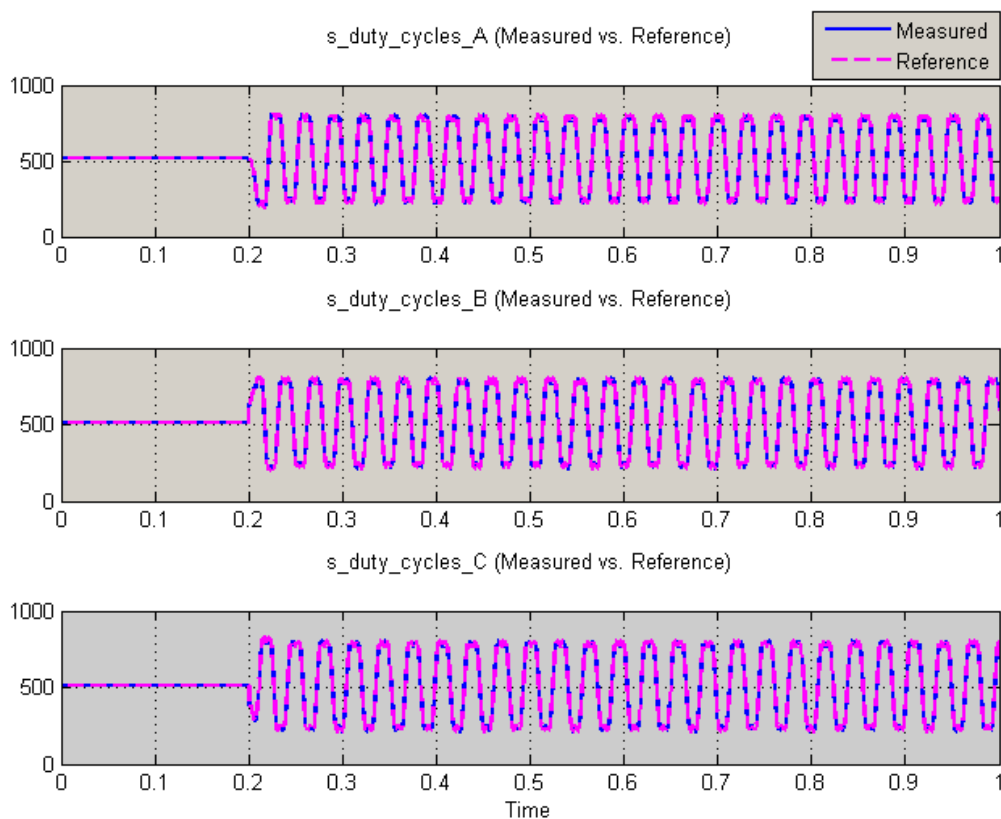 s_duty_cycles_A (Measured vs. Reference)
Measured
Reference
1000
500
0
0 0.1 0.2 0.3 0.4 0.5 0.6 0.7 0.8 0.9 1
s_duty_cycles_B (Measured vs. Reference)
1000
500
0
0 0.1 0.2 0.3 0.4 0.5 0.6 0.7 0.8 0.9 1
s_duty_cycles_C (Measured vs. Reference)
1000
500
0
0 0.1 0.2 0.3 0.4 0.5 0.6 0.7 0.8 0.9 1
Time